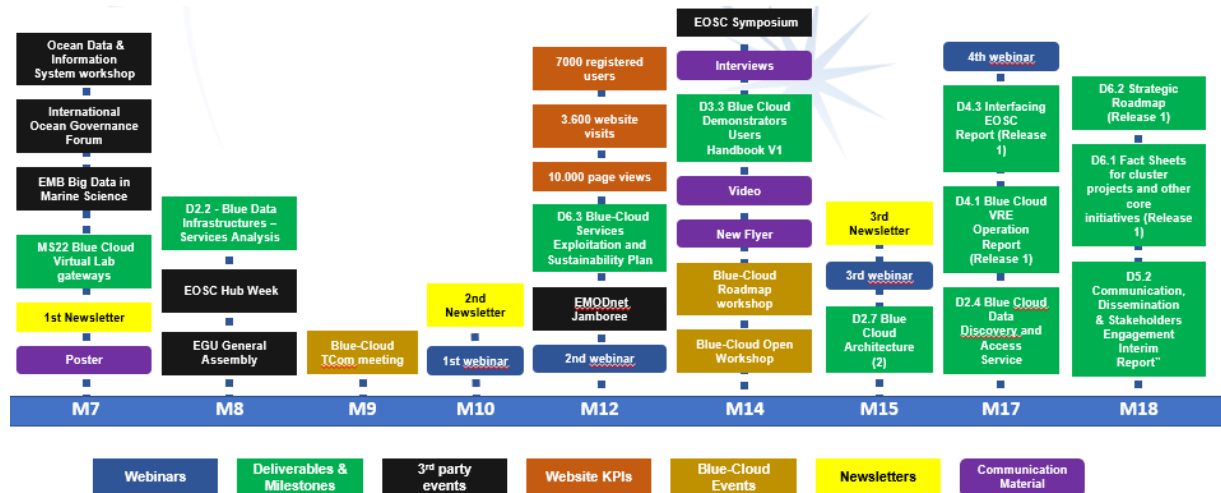 Ocean Data &
Information
System workshop
International
Ocean Governance
Forum
EMB Big Data in
Marine Science
MS22 Blue Cloud
Virtual Lab
gateways
1st Newsletter
Poster
D2.2 - Blue Data
Infrastructures –
Services Analysis
EOSC Hub Week
EGU General
Assembly
Blue-Cloud
TCom meeting
2nd
Newsletter
1st webinar
7000 registered
users
3.600 website
visits
10.000 page views
D6.3 Blue-Cloud
Services
Exploitation and
Sustainability Plan
EMODnet
Jamboree
2nd webinar
EOSC Symposium
Interviews
D3.3 Blue Cloud
Demonstrators
Users
Handbook V1
Video
New Flyer
Blue-Cloud
Roadmap
workshop
Blue-Cloud Open
Workshop
3rd
Newsletter
3rd webinar
D2.7 Blue
Cloud
Architecture
(2)
4th webinar
D4.3 Interfacing
EOSC
Report (Release
1)
D4.1 Blue Cloud
VRE
Operation
Report
(Release 1)
D2.4 Blue Cloud
Data
Discovery and
Access
Service
D6.2 Strategic
Roadmap
(Release 1)
D6.1 Fact Sheets
for cluster
projects and other
core
initiatives (Release
1)
D5.2
Communication,
Dissemination
& Stakeholders
Engagement
Interim
Report”
M7 M8 M9 M10 M12 M14 M15 M17 M18
Webinars
Deliverables &
Milestones
3rd party
events
Website KPIs
Blue-Cloud
Events
Newsletters
Communication
Material